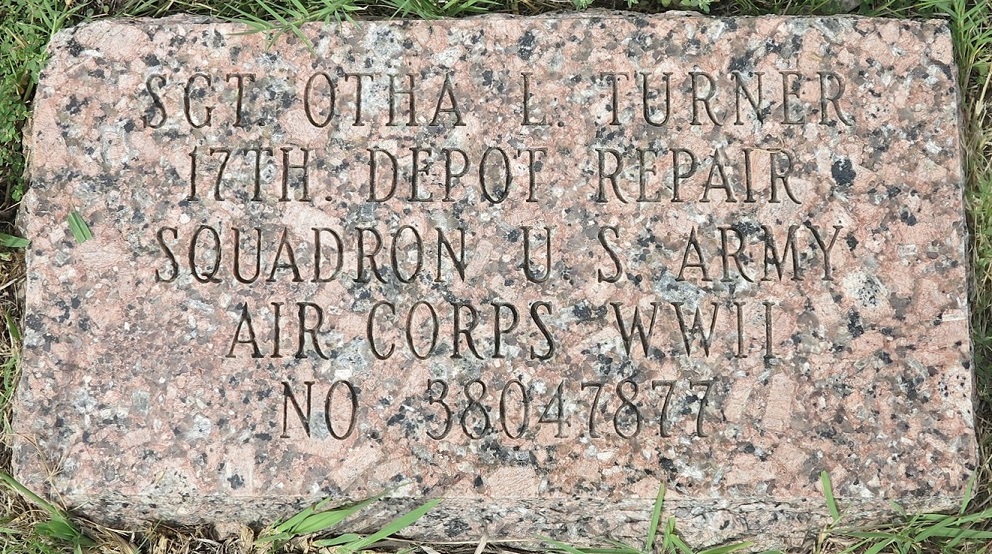 SGT. OTHA L. TURNER
17TH. DEPOT REPAIR
SQUADRON U. S. ARMY
AIR CORPS WWII
NO 38047877